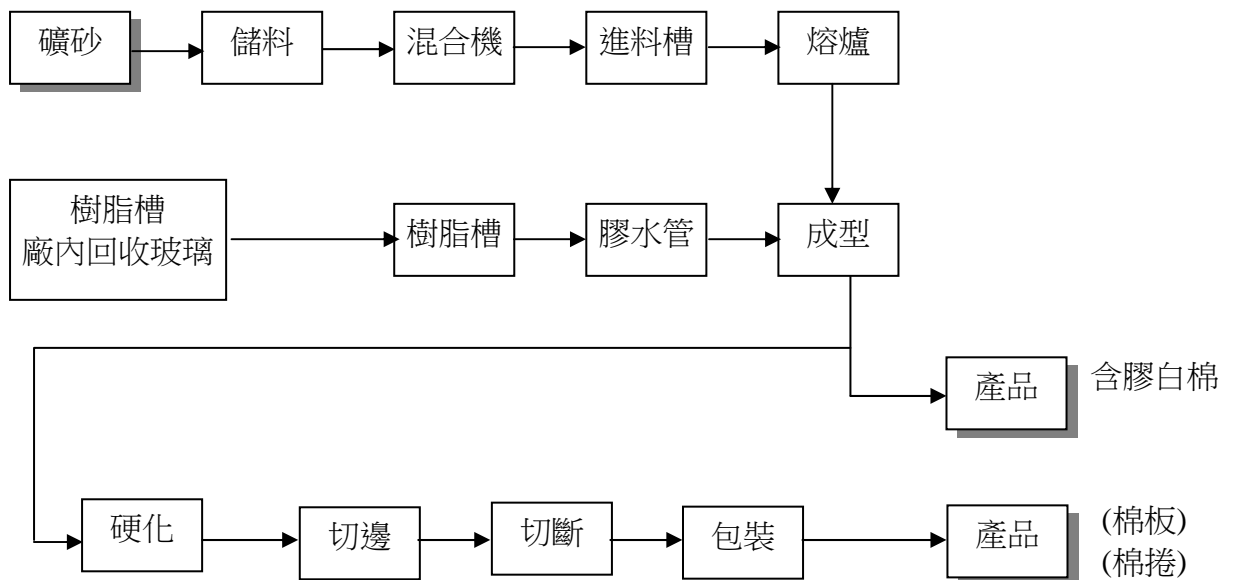 礦砂
儲料
混合機
進料槽
熔爐
樹脂槽
廠內回收玻璃
樹脂槽
膠水管
成型
產品
含膠白棉
硬化
切邊
切斷
包裝
產品
(棉板)
(棉捲)